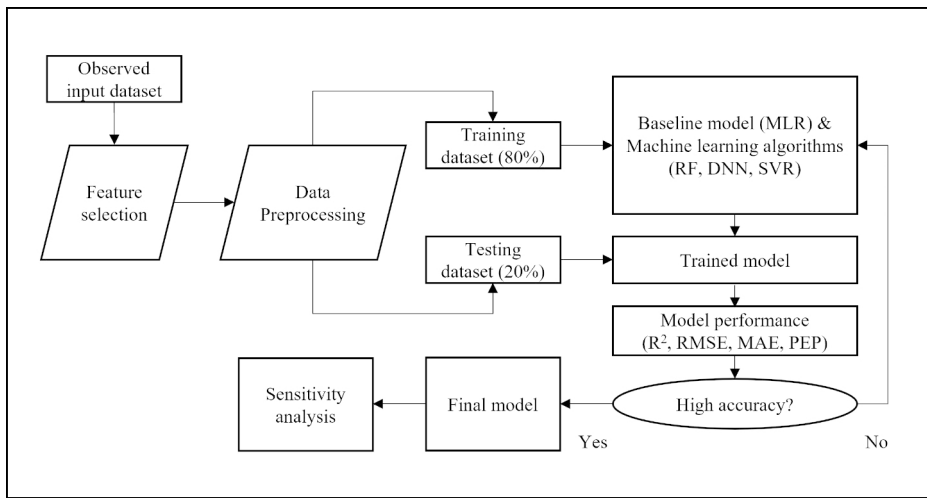 Observed
input dataset
Feature
selection
Data
Preprocessing
Training
dataset (80%)
Testing
dataset (20%)
Baseline model (MLR) &
Machine learning algorithms
(RF, DNN, SVR)
Trained model
Model performance
(R², RMSE, MAE, PEP)
High accuracy?
Yes
No
Final model
Sensitivity
analysis